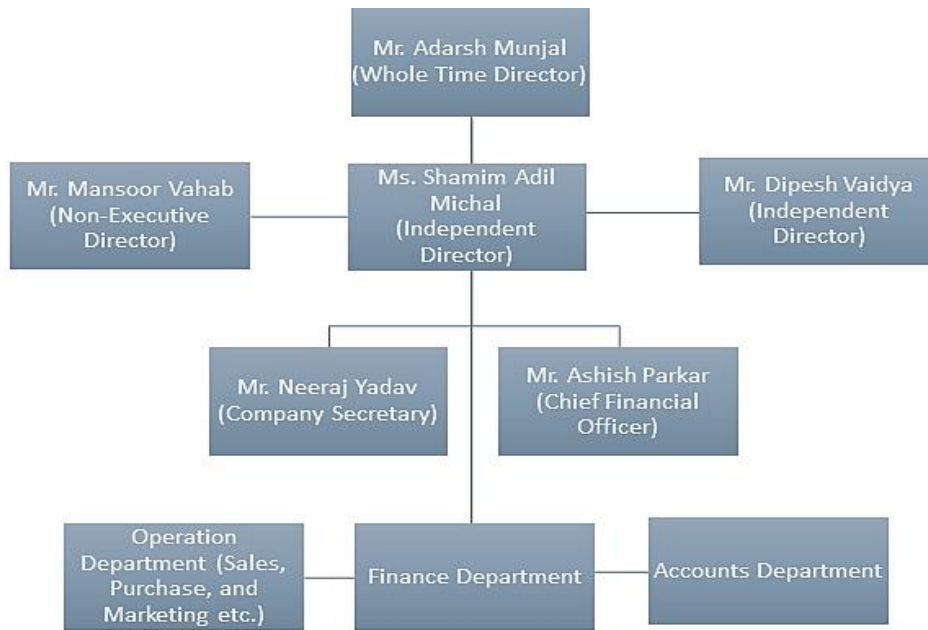 Mr. Adarsh Munjal
(Whole Time Director)
Mr. Mansoor Vahab
(Non-Executive
Director)
Ms. Shamim Adil
Michal
(Independent
Director)
Mr. Dipesh Vaidya
(Independent
Director)
Mr. Neeraj Yadav
(Company Secretary)
Mr. Ashish Parkar
(Chief Financial
Officer)
Operation
Department (Sales,
Purchase, and
Marketing etc.)
Finance Department
Accounts Department